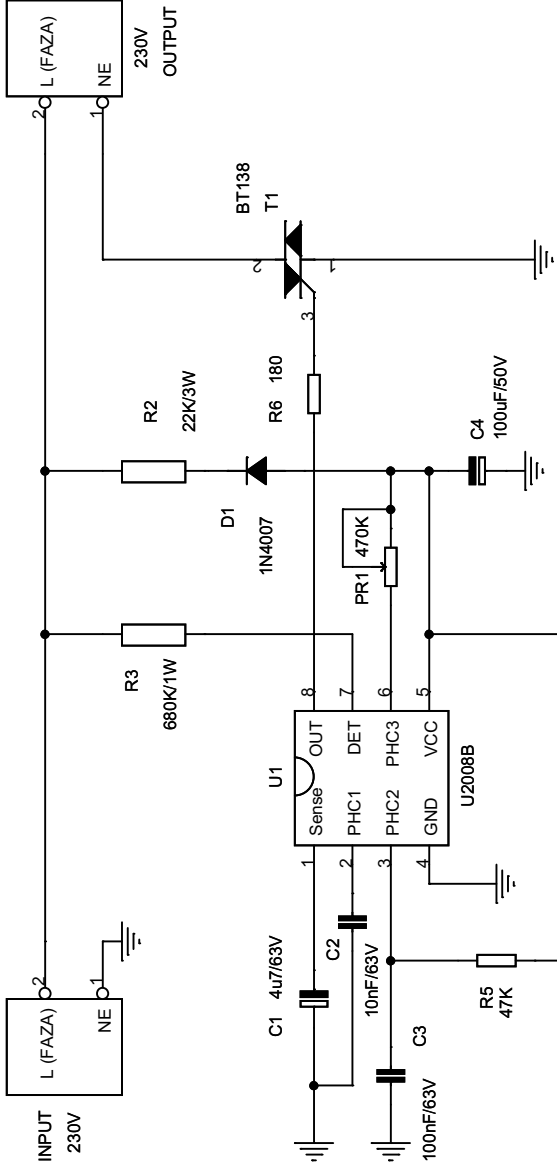 INPUT
230V
L (FAZA)
2
NE
1
L (FAZA)
2
NE
1
230V
OUTPUT
BT138
T1
2
1
3
R6 180
R2
22K/3W
D1
1N4007
C4
100uF/50V
PR1 470K
R3
680K/1W
U1
U2008B
1 Sense
2 PHC1
3 PHC2
4 GND
OUT 8
DET 7
PHC3 6
VCC 5
C1 4u7/63V
C2
10nF/63V
C3
100nF/63V
R5
47K